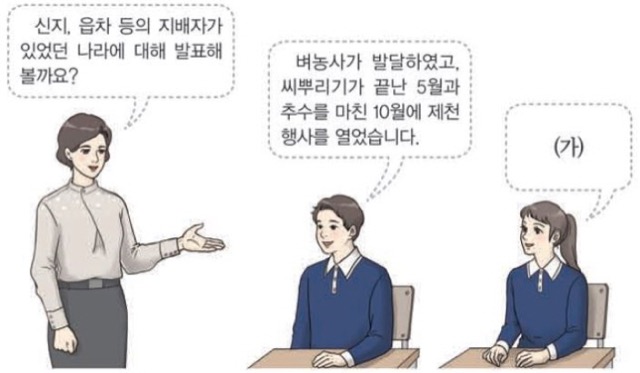 신지, 읍차 등의 지배자가
있었던 나라에 대해 발표해
볼까요?
벼농사가 발달하였고,
씨뿌리기가 끝난 5월과
추수를 마친 10월에 제천
행사를 열었습니다.
(가)